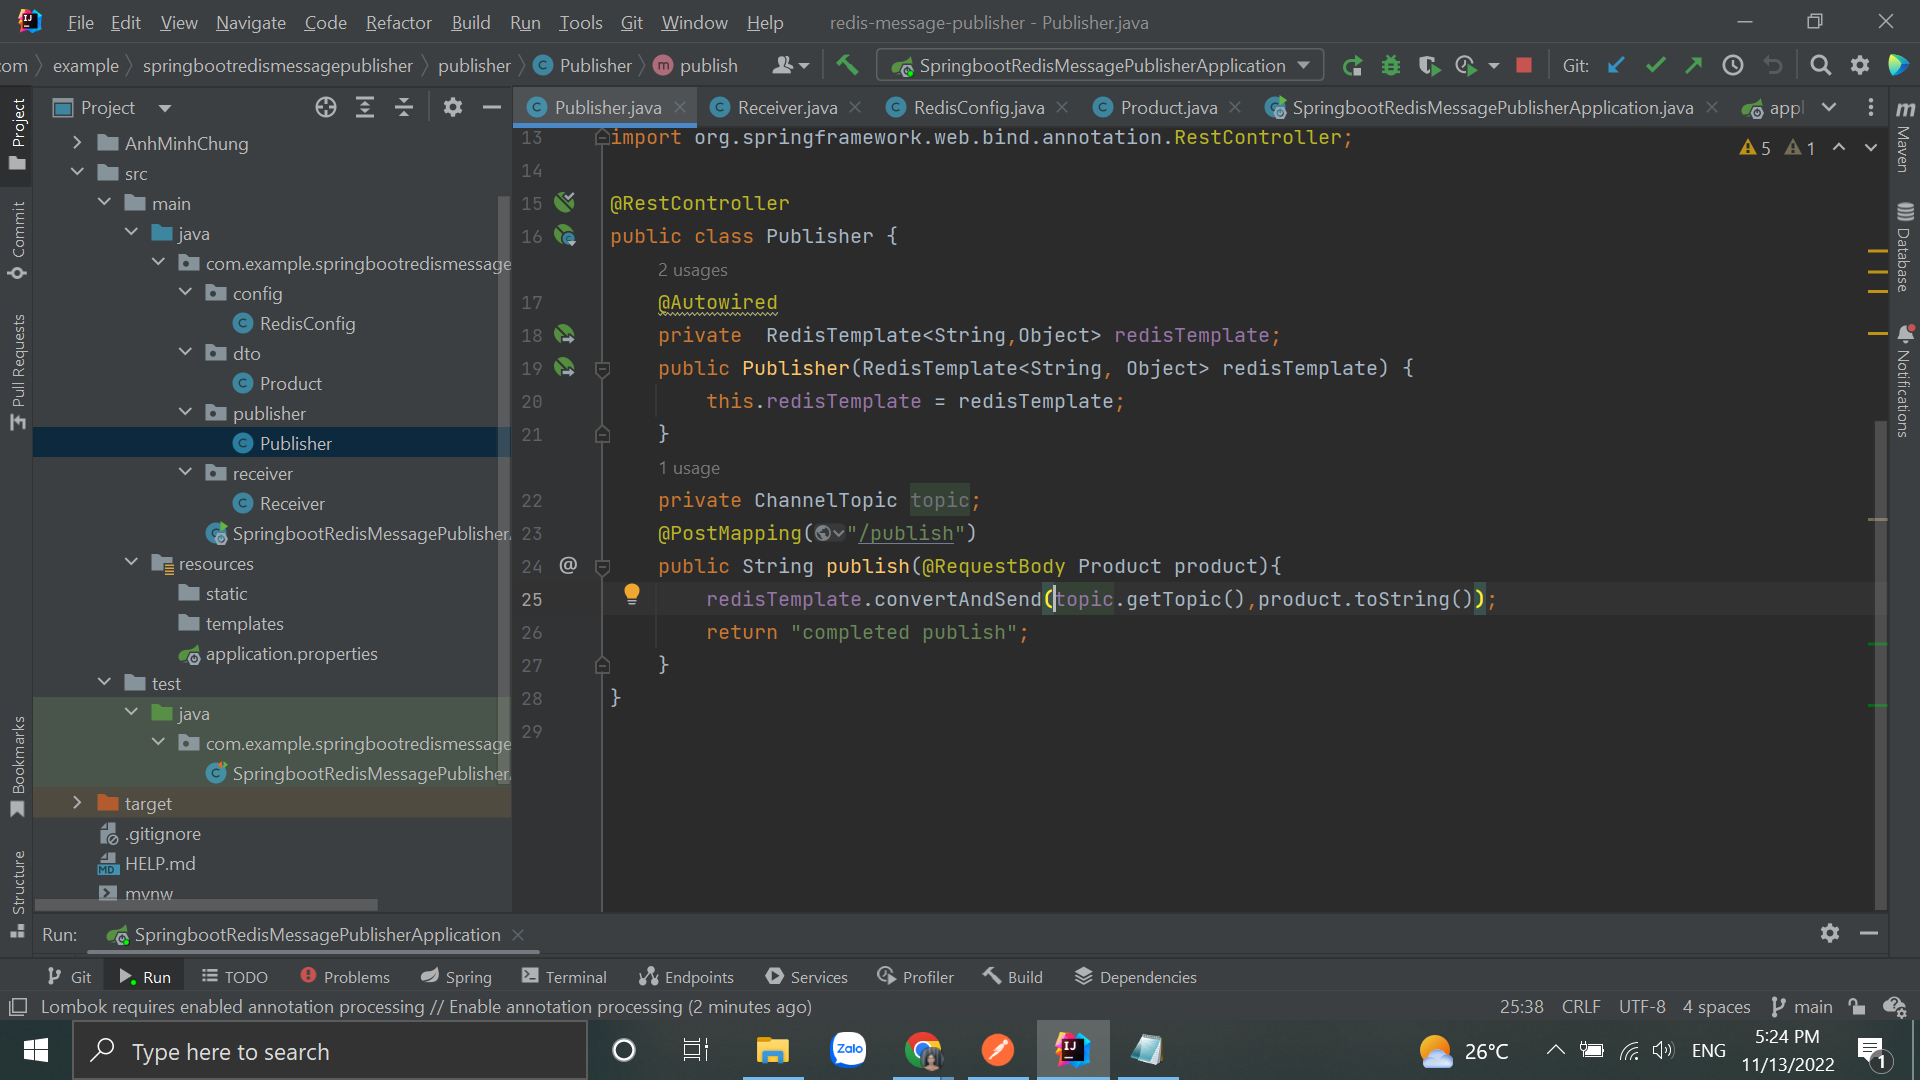 File Edit View Navigate Code Refactor Build Run Tools Git Window Help redis-message-publisher - Publisher.java
om example springbootredismessagepublisher publisher Publisher publish SpringbootRedisMessagePublisherApplication Git:
Project
Publisher.java Receiver.java RedisConfig.java Product.java SpringbootRedisMessagePublisherApplication.java appl
Project
Commit
Pull Requests
Bookmarks
Structure
AnhMinhChung
src
main
java
com.example.springbootredismessage
config
RedisConfig
dto
Product
publisher
Publisher
receiver
Receiver
SpringbootRedisMessagePublisher
resources
static
templates
application.properties
test
java
com.example.springbootredismessage
SpringbootRedisMessagePublisher
target
.gitignore
HELP.md
mvnw
13 import org.springframework.web.bind.annotation.RestController;
5 1
14
15 @RestController
16 public class Publisher {
2 usages
17 @Autowired
18 private  RedisTemplate<String,Object> redisTemplate;
19 public Publisher(RedisTemplate<String, Object> redisTemplate) {
20 this.redisTemplate = redisTemplate;
21 }
1 usage
22 private ChannelTopic topic;
23 @PostMapping("/publish")
24 @ public String publish(@RequestBody Product product){
25 redisTemplate.convertAndSend(topic.getTopic(),product.toString());
26 return "completed publish";
27 }
28 }
29
m Maven
Database
Notifications
Run: SpringbootRedisMessagePublisherApplication
Git Run TODO Problems Spring Terminal Endpoints Services Profiler Build Dependencies
Lombok requires enabled annotation processing // Enable annotation processing (2 minutes ago) 25:38 CRLF UTF-8 4 spaces main
Type here to search
Zalo
IJ
26°C ENG
5:24 PM
11/13/2022
1